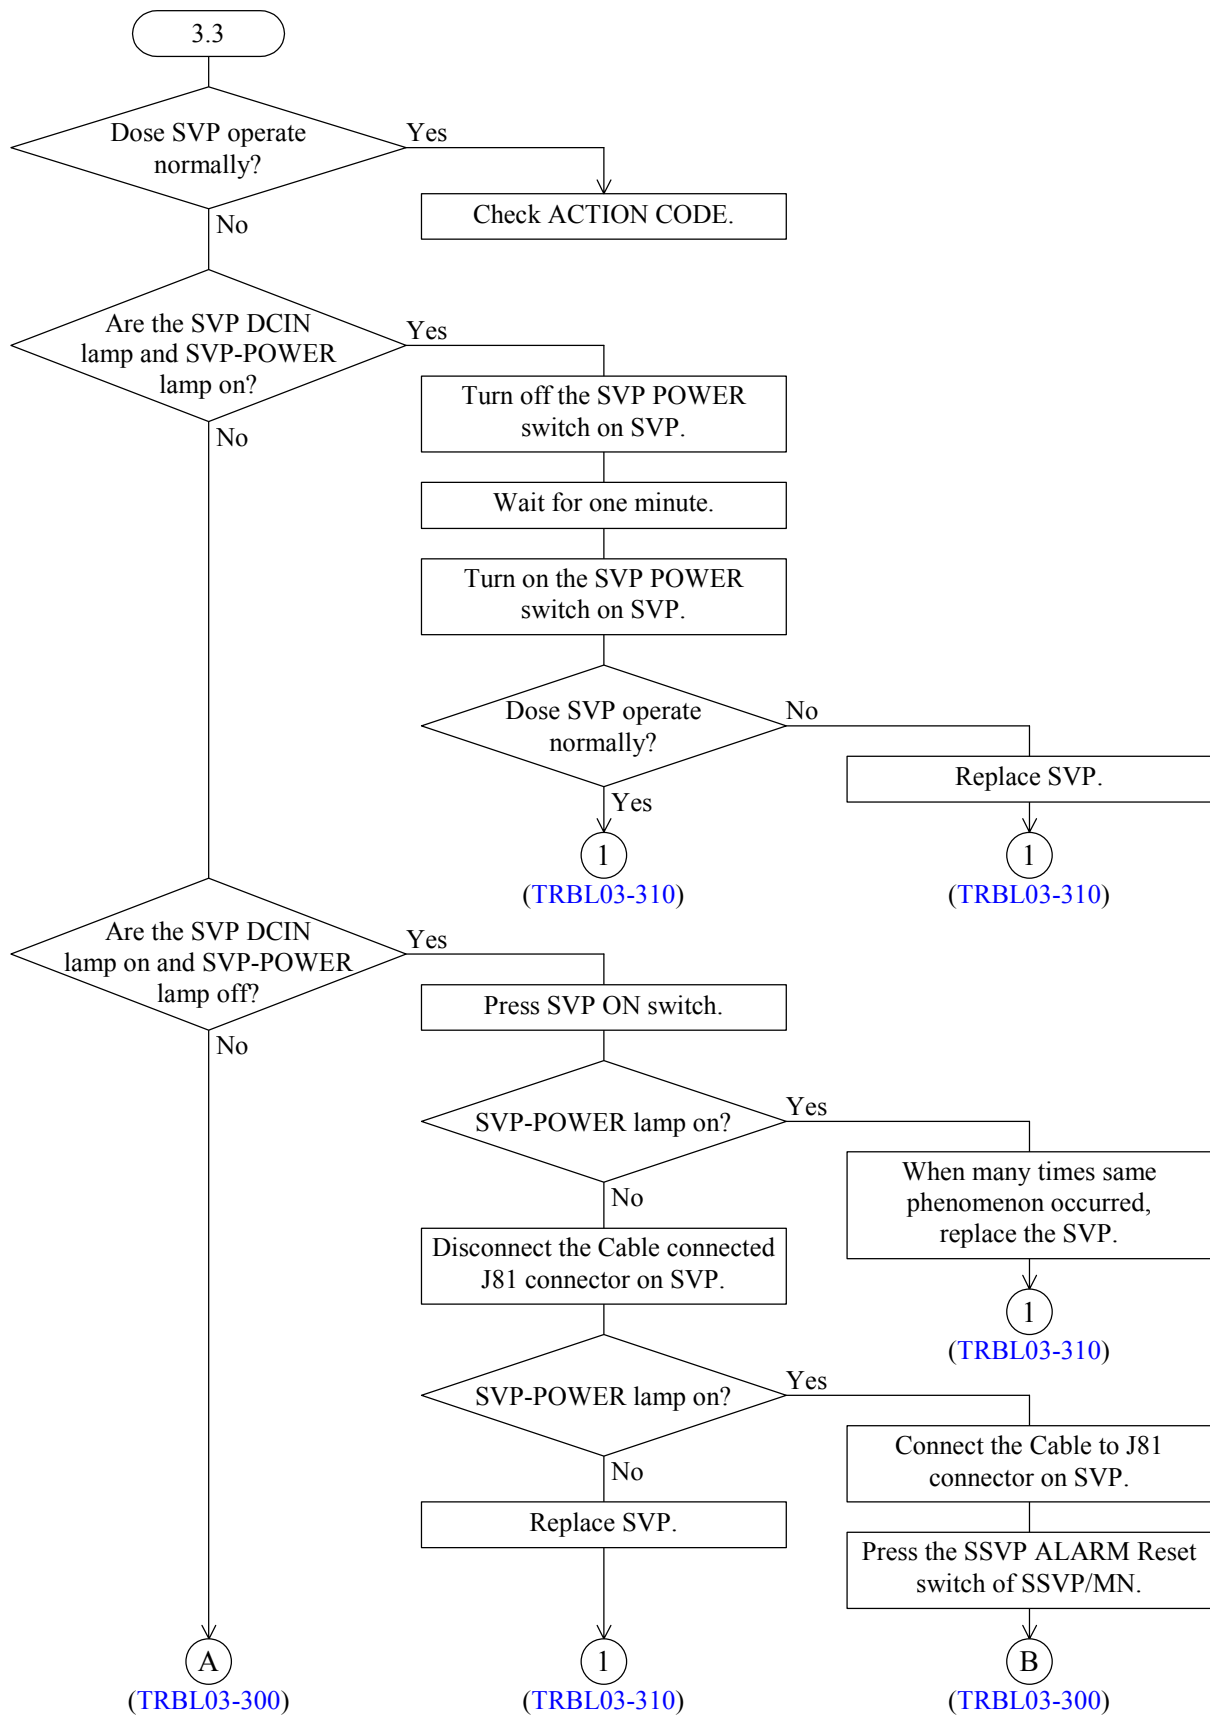 3.3
Dose SVP operate
normally?
Yes
Check ACTION CODE.
No
Are the SVP DCIN
lamp and SVP-POWER
lamp on?
Yes
Turn off the SVP POWER
switch on SVP.
No
Wait for one minute.
Turn on the SVP POWER
switch on SVP.
Dose SVP operate
normally?
No
Replace SVP.
Yes
1
(TRBL03-310)
1
(TRBL03-310)
Are the SVP DCIN
lamp on and SVP-POWER
lamp off?
Yes
Press SVP ON switch.
No
SVP-POWER lamp on?
Yes
When many times same
phenomenon occurred,
replace the SVP.
1
(TRBL03-310)
No
Disconnect the Cable connected
J81 connector on SVP.
SVP-POWER lamp on?
Yes
Connect the Cable to J81
connector on SVP.
No
Replace SVP.
Press the SSVP ALARM Reset
switch of SSVP/MN.
A
(TRBL03-300)
1
(TRBL03-310)
B
(TRBL03-300)